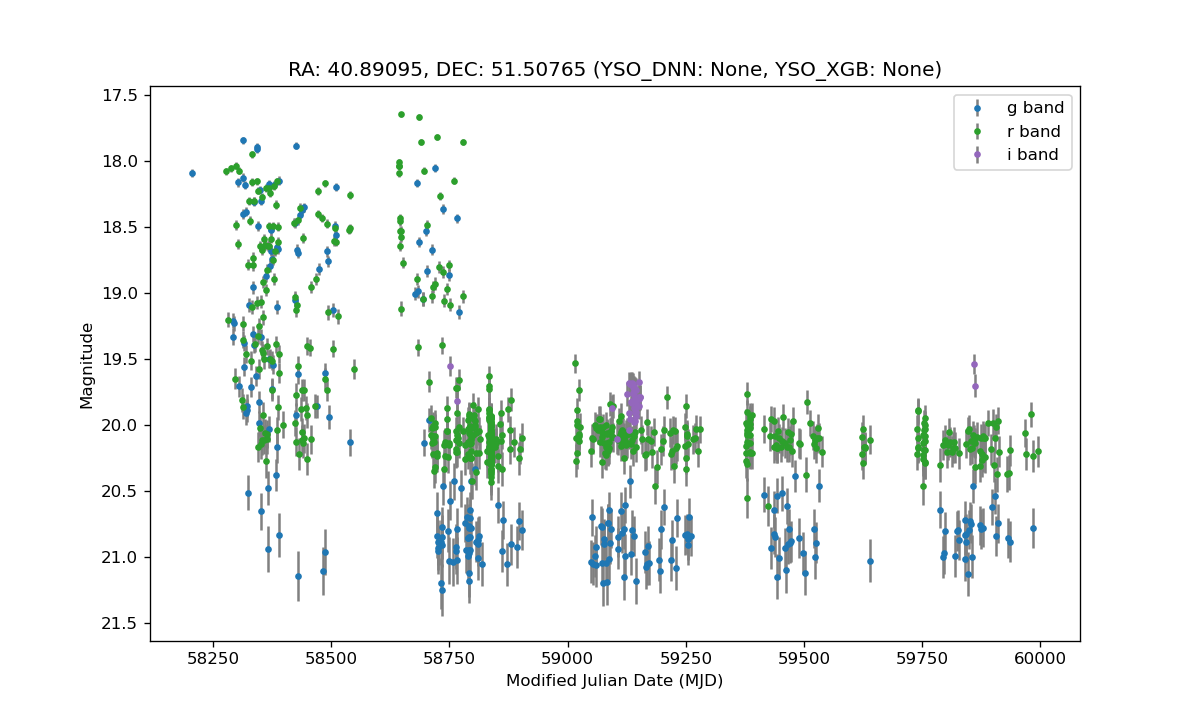 RA: 40.89095, DEC: 51.50765 (YSO_DNN: None, YSO_XGB: None)
17.5
18.0
18.5
19.0
19.5
20.0
20.5
21.0
21.5
Magnitude
g band
r band
i band
58250 58500 58750 59000 59250 59500 59750 60000
Modified Julian Date (MJD)